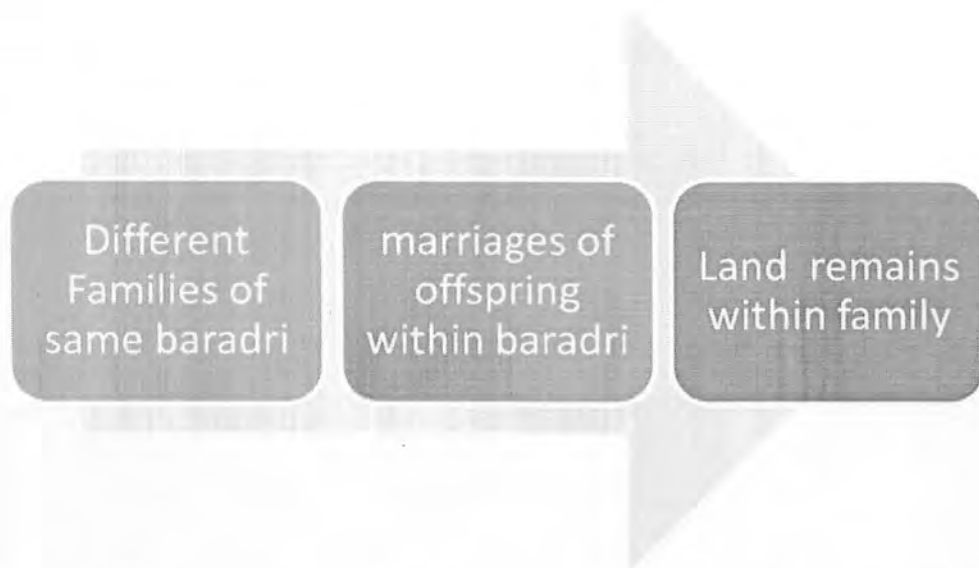 Different
Families of
same baradri
marriages of
offspring
within baradri
Land remains
within family